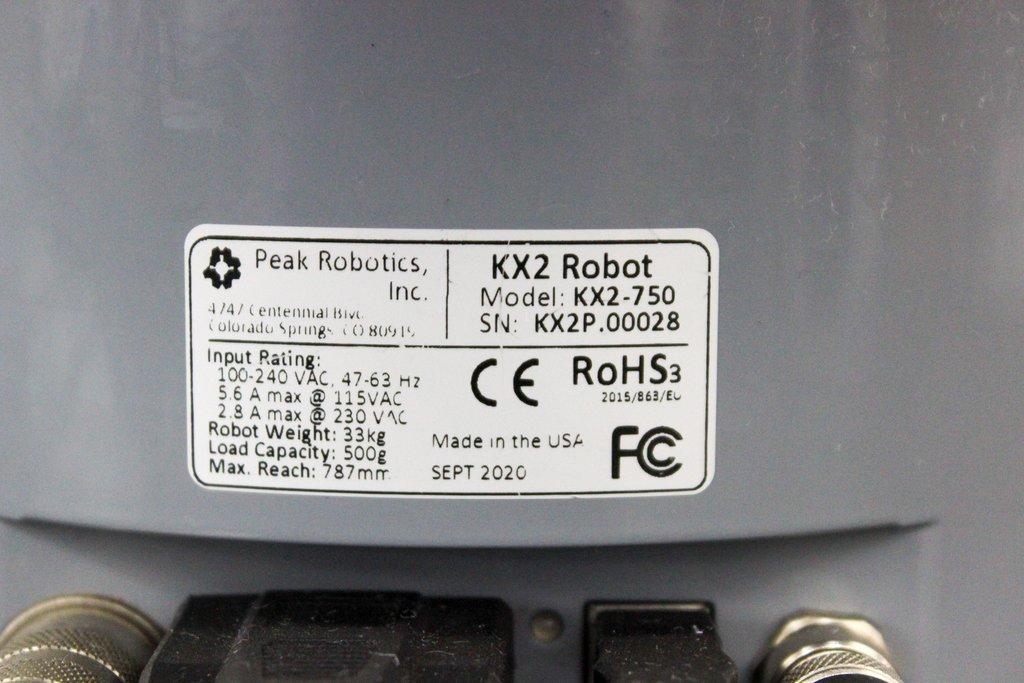 Peak Robotics,
Inc.
4747 Centennial Blvd.
Colorado Springs, CO 80919
KX2 Robot
Model: KX2-750
SN: KX2P.00028
Input Rating:
100-240 VAC, 47-63 Hz
5.6 A max @ 115VAC
2.8 A max @ 230 VAC
Robot Weight: 33kg
Load Capacity: 500g
Max. Reach: 787mm
CE
RoHS3
2015/863/EU
Made in the USA
SEPT 2020
FC